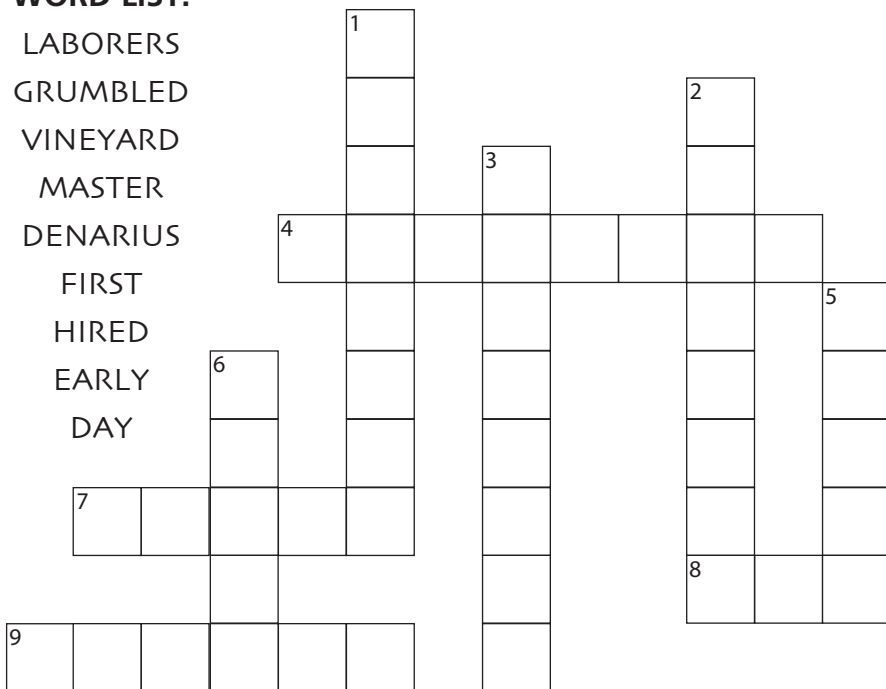 WORD LIST:
LABORERS
GRUMBLED
VINEYARD
MASTER
DENARIUS
FIRST
HIRED
EARLY
DAY
1
2
3
4
5
6
7
8
9